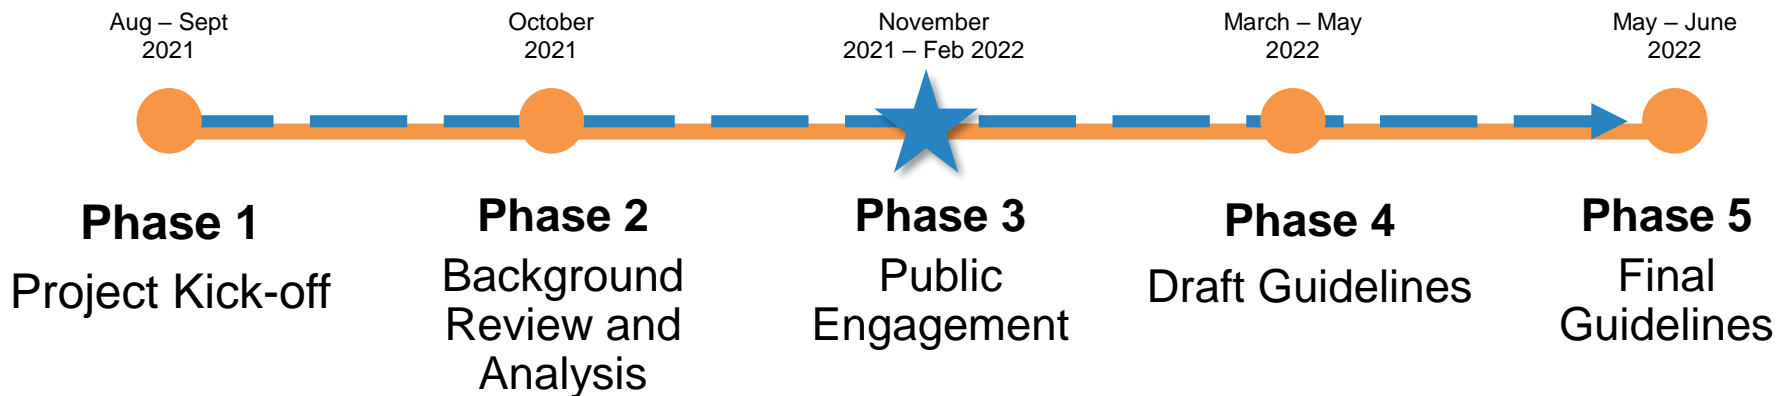 Aug – Sept
2021
October
2021
November
2021 – Feb 2022
March – May
2022
May – June
2022
Phase 1
Project Kick-off
Phase 2
Background
Review and
Analysis
Phase 3
Public
Engagement
Phase 4
Draft Guidelines
Phase 5
Final
Guidelines